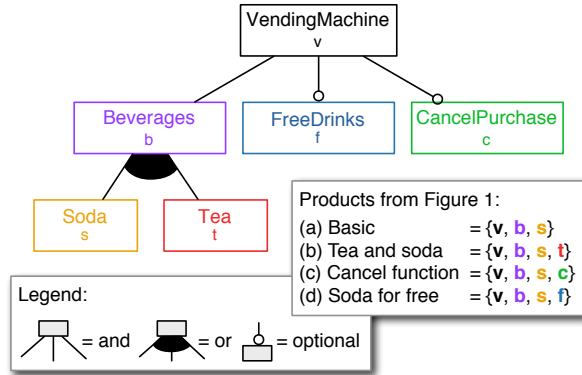 VendingMachine
v
Beverages
b
FreeDrinks
f
CancelPurchase
c
Soda
s
Tea
t
Products from Figure 1:
(a) Basic = {v, b, s}
(b) Tea and soda = {v, b, s, t}
(c) Cancel function = {v, b, s, c}
(d) Soda for free = {v, b, s, f}
Legend:
= and = or = optional